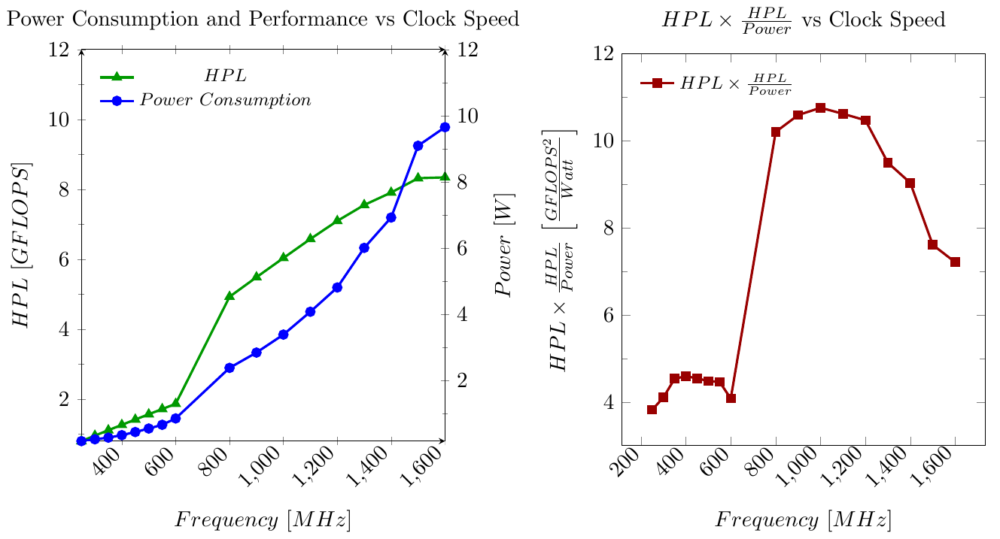 Power Consumption and Performance vs Clock Speed
HPL
Power Consumption
12
10
8
6
4
2
HPL [GFLOPS]
12
10
8
6
4
2
Power [W]
400 600 800 1,000 1,200 1,400 1,600
Frequency [MHz]
HPL × HPL/Power vs Clock Speed
HPL × HPL/Power
12
10
8
6
4
HPL × HPL/Power [GFLOPS²/Watt]
200 400 600 800 1,000 1,200 1,400 1,600
Frequency [MHz]